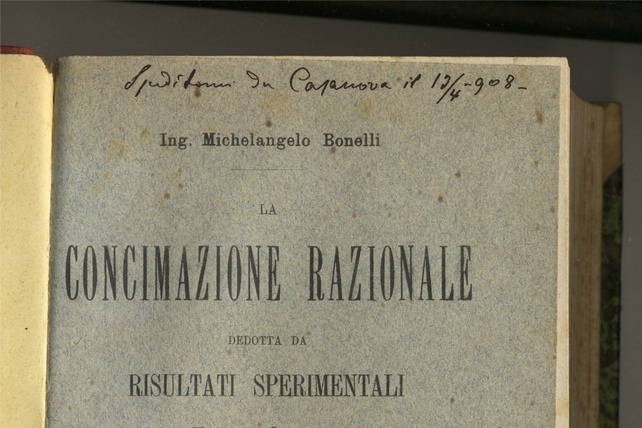 Speditomi da Casanova il 13/4-908-
Ing. Michelangelo Bonelli
LA
CONCIMAZIONE RAZIONALE
DEDOTTA DA
RISULTATI SPERIMENTALI